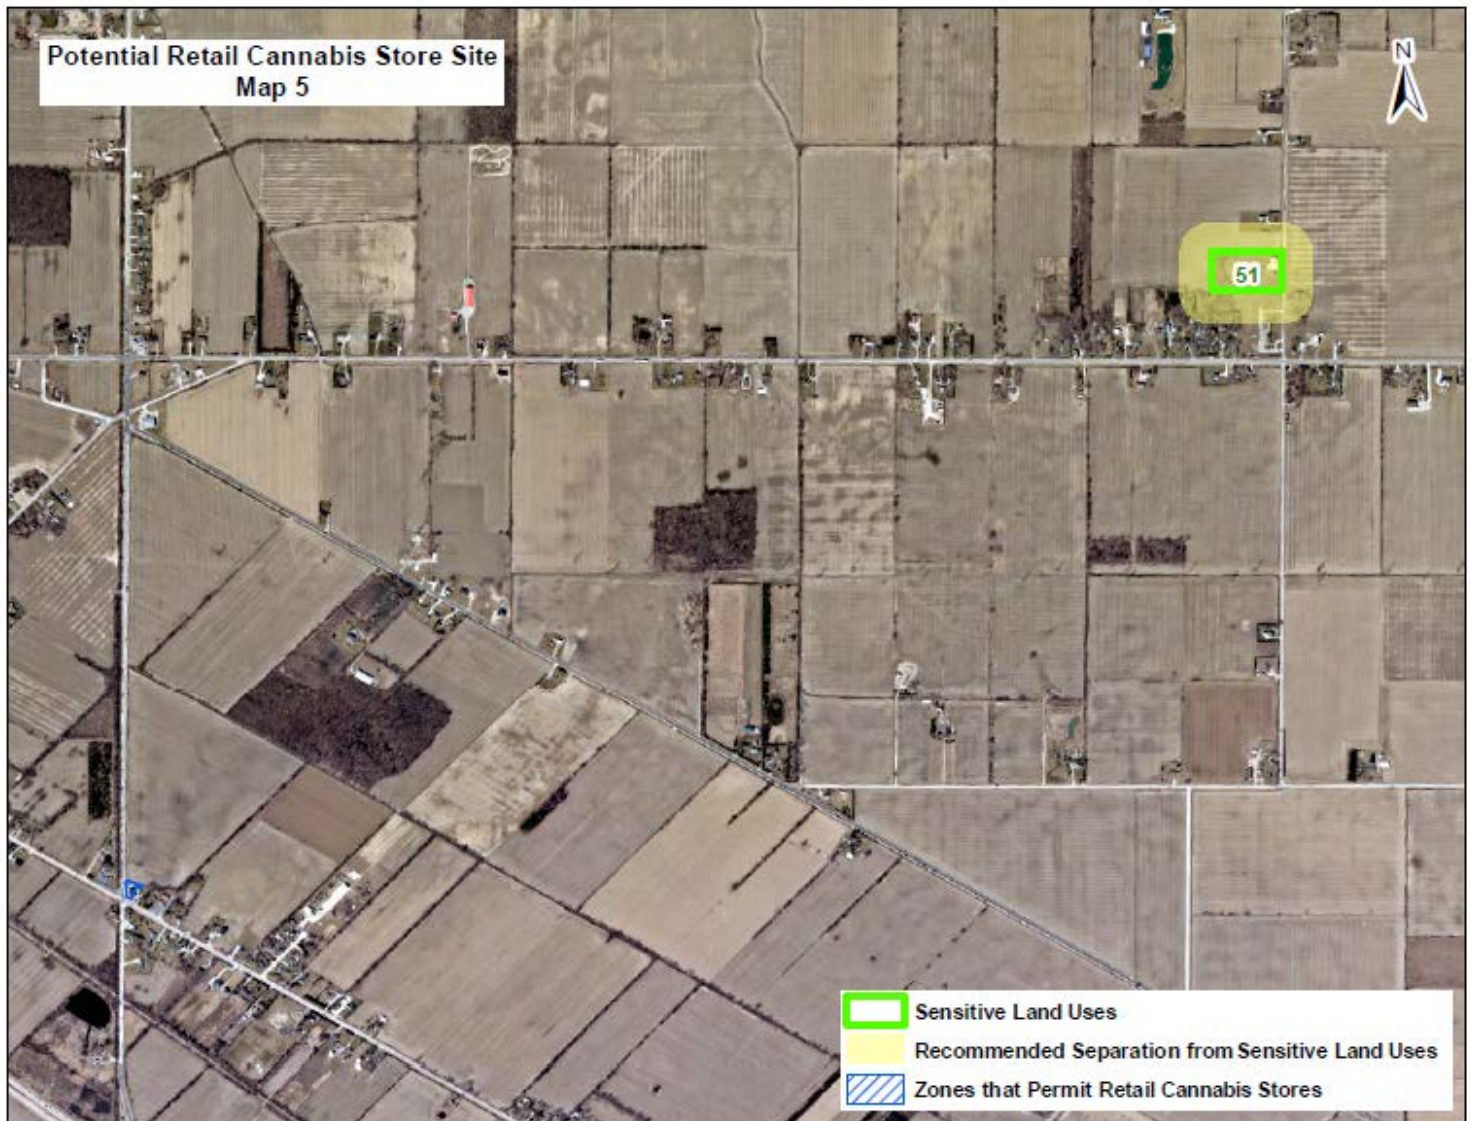 Potential Retail Cannabis Store Site
Map 5
N
51
Sensitive Land Uses
Recommended Separation from Sensitive Land Uses
Zones that Permit Retail Cannabis Stores